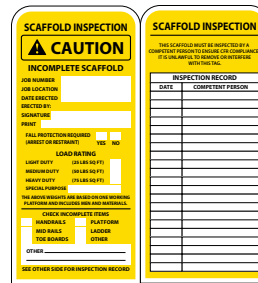 SCAFFOLD INSPECTION
CAUTION
INCOMPLETE SCAFFOLD
JOB NUMBER
JOB LOCATION
DATE ERECTED
ERECTED BY:
SIGNATURE
PRINT
FALL PROTECTION REQUIRED
(ARREST OR RESTRAINT) YES NO
LOAD RATING
LIGHT DUTY (25 LBS SQ FT)
MEDIUM DUTY (50 LBS SQ FT)
HEAVY DUTY (75 LBS SQ FT)
SPECIAL PURPOSE
THE ABOVE WEIGHTS ARE BASED ON ONE WORKING
PLATFORM AND INCLUDES MEN AND MATERIALS.
CHECK INCOMPLETE ITEMS
HANDRAILS PLATFORM
MID RAILS LADDER
TOE BOARDS OTHER
OTHER
SEE OTHER SIDE FOR INSPECTION RECORD
SCAFFOLD INSPECTION
THIS SCAFFOLD MUST BE INSPECTED BY A
COMPETENT PERSON TO ENSURE CFR COMPLIANCE
IT IS UNLAWFUL TO REMOVE OR INTERFERE
WITH THIS TAG.
INSPECTION RECORD
DATE COMPETENT PERSON